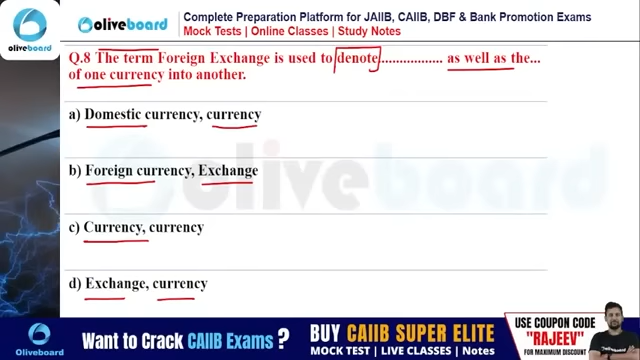 oliveboard
Complete Preparation Platform for JAIIB, CAIIB, DBF & Bank Promotion Exams
Mock Tests | Online Classes | Study Notes
oliveboard
Q.8 The term Foreign Exchange is used to denote................. as well as the...
of one currency into another.
a) Domestic currency, currency
b) Foreign currency, Exchange
oliveboard
c) Currency, currency
d) Exchange, currency
Oliveboard
Want to Crack CAIIB Exams ?
BUY CAIIB SUPER ELITE
MOCK TEST | LIVE CLASSES | Notes
USE COUPON CODE
"RAJEEV"
FOR MAXIMUM DISCOUNT